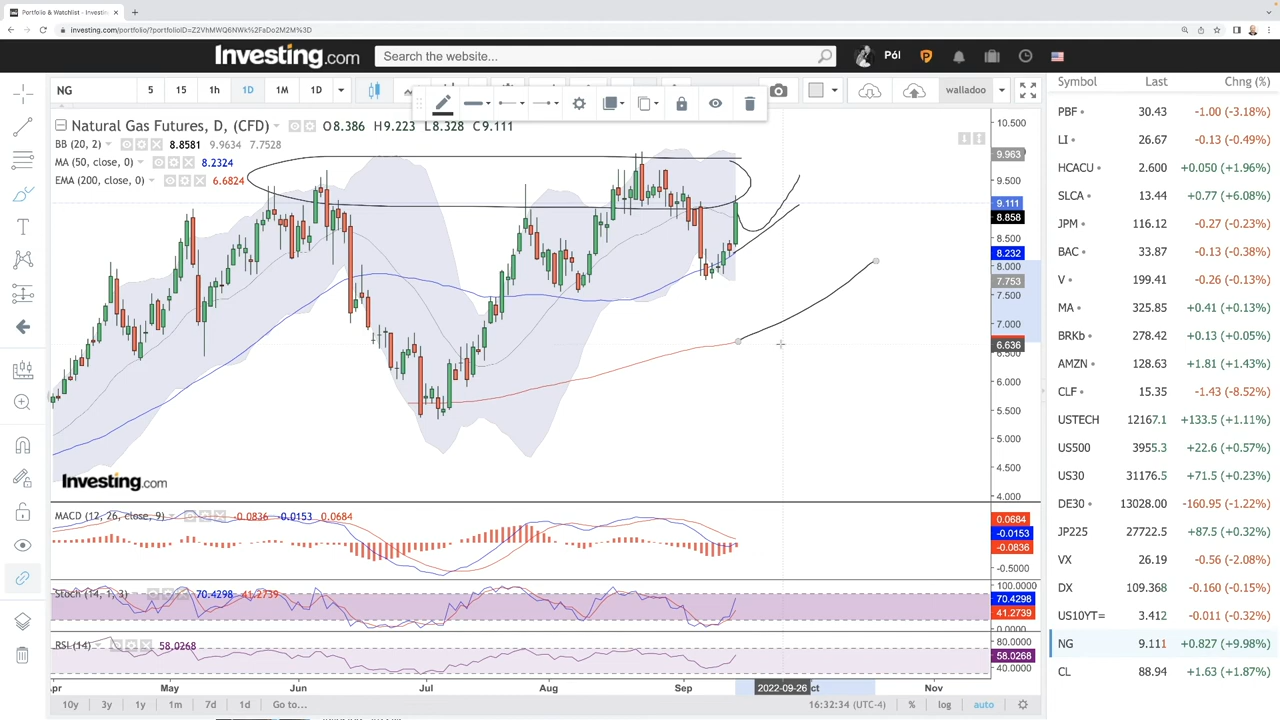 Portfolio & Watchlist - Investing
investing.com/portfolio/?portfolioID=Z2VhMWQ6NWk%2FaDo2M2M%3D
Investing.com
Search the website...
Pól
NG 5 15 1h 1D 1M 1D walladoo
Natural Gas Futures, D, (CFD) O8.386 H9.223 L8.328 C9.111
BB (20, 2) 8.8581 9.9634 7.7528
MA (50, close, 0) 8.2324
EMA (200, close, 0) 6.6824
10.500
9.963
9.500
9.111
8.858
8.500
8.232
8.000
7.753
7.500
7.000
6.636
6.500
6.000
5.500
5.000
4.500
4.000
Investing.com
MACD (12, 26, close, 9) -0.0836 -0.0153 0.0684
0.0684
-0.0153
-0.0836
-0.5000
Stoch (14, 1, 3) 70.4298 41.2739
100.0000
70.4298
41.2739
0.0000
RSI (14) 58.0268
80.0000
58.0268
40.0000
pr May Jun Jul Aug Sep 2022-09-26 ct Nov
10y 3y 1y 1m 7d 1d Go to... 16:32:34 (UTC-4) % log auto
Symbol Last Chng (%)
PBF 30.43 -1.00 (-3.18%)
LI 26.67 -0.13 (-0.49%)
HCACU 2.600 +0.050 (+1.96%)
SLCA 13.44 +0.77 (+6.08%)
JPM 116.12 -0.27 (-0.23%)
BAC 33.87 -0.13 (-0.38%)
V 199.41 -0.26 (-0.13%)
MA 325.85 +0.41 (+0.13%)
BRKb 278.42 +0.13 (+0.05%)
AMZN 128.63 +1.81 (+1.43%)
CLF 15.35 -1.43 (-8.52%)
USTECH 12167.1 +133.5 (+1.11%)
US500 3955.3 +22.6 (+0.57%)
US30 31176.5 +71.5 (+0.23%)
DE30 13028.00 -160.95 (-1.22%)
JP225 27722.5 +87.5 (+0.32%)
VX 26.19 -0.56 (-2.08%)
DX 109.368 -0.160 (-0.15%)
US10YT= 3.412 -0.011 (-0.32%)
NG 9.111 +0.827 (+9.98%)
CL 88.94 +1.63 (+1.87%)